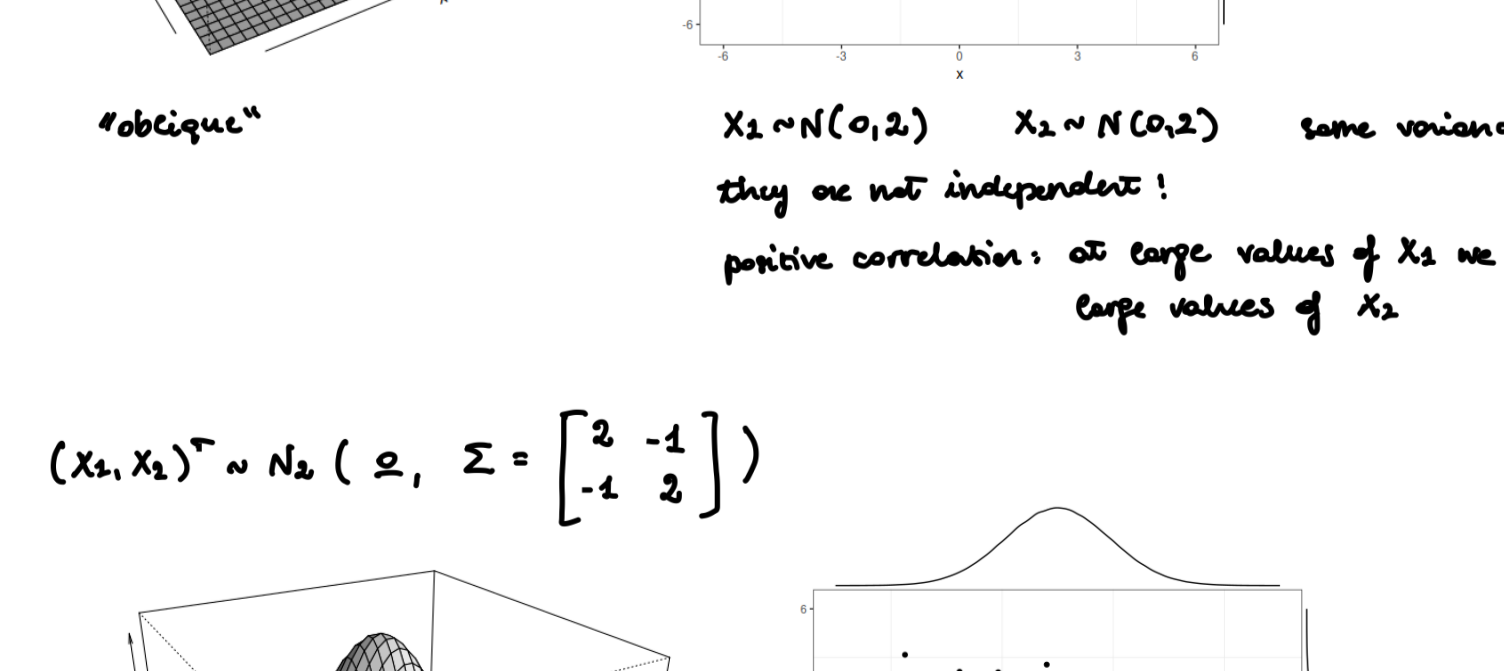 -6
-6 -3 0 3 6
x
"oblique"
X1 ~ N(0,2) X2 ~ N(0,2) same varianc
they are not independent!
positive correlation: at large values of X1 we
large values of X2
(X1, X2)ᵀ ~ N2 ( 0, Σ = [ 2 -1
-1 2 ] )
6